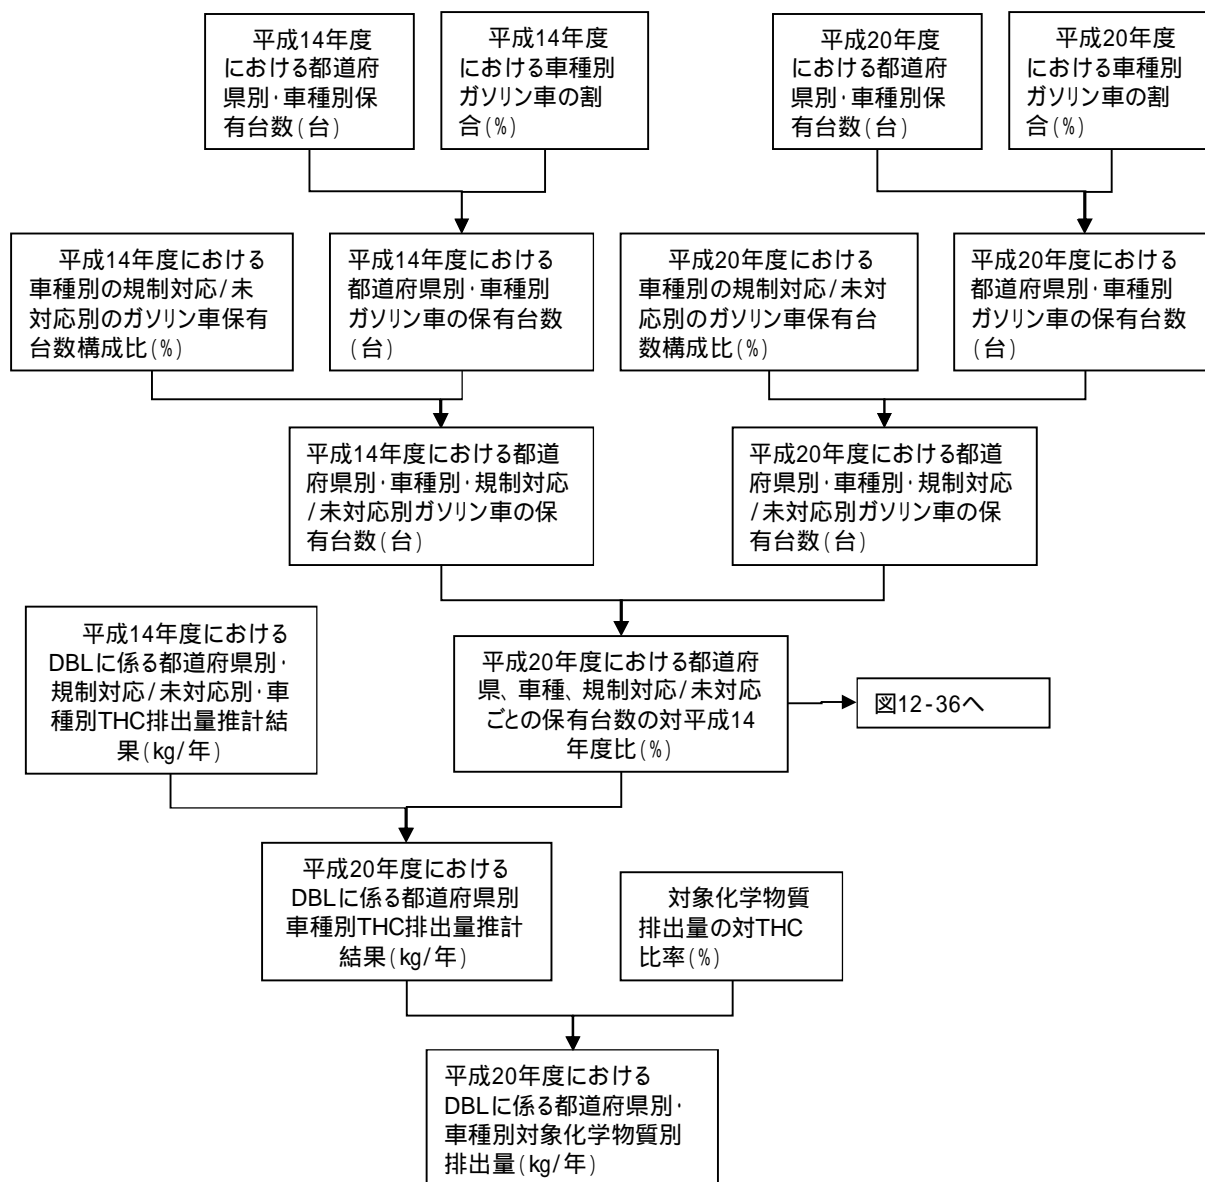 平成14年度
における都道府
県別･車種別保
有台数(台)
平成14年度
における車種別
ガソリン車の割
合(%)
平成20年度
における都道府
県別･車種別保
有台数(台)
平成20年度
における車種別
ガソリン車の割
合(%)
平成14年度における
車種別の規制対応/未
対応別のガソリン車保有
台数構成比(%)
平成14年度における
都道府県別･車種別
ガソリン車の保有台数
(台)
平成20年度における
車種別の規制対応/未対
応別のガソリン車保有台
数構成比(%)
平成20年度における
都道府県別･車種別
ガソリン車の保有台数
(台)
平成14年度における都道
府県別･車種別･規制対応
/未対応別ガソリン車の保
有台数(台)
平成20年度における都道
府県別･車種別･規制対応
/未対応別ガソリン車の保
有台数(台)
平成14年度における
DBLに係る都道府県別･
規制対応/未対応別･車
種別THC排出量推計結
果(kg/年)
平成20年度における都道府
県、車種、規制対応/未対応
ごとの保有台数の対平成14
年度比(%)
図12-36へ
平成20年度における
DBLに係る都道府県別
車種別THC排出量推計
結果(kg/年)
対象化学物質
排出量の対THC
比率(%)
平成20年度における
DBLに係る都道府県別･
車種別対象化学物質別
排出量(kg/年)